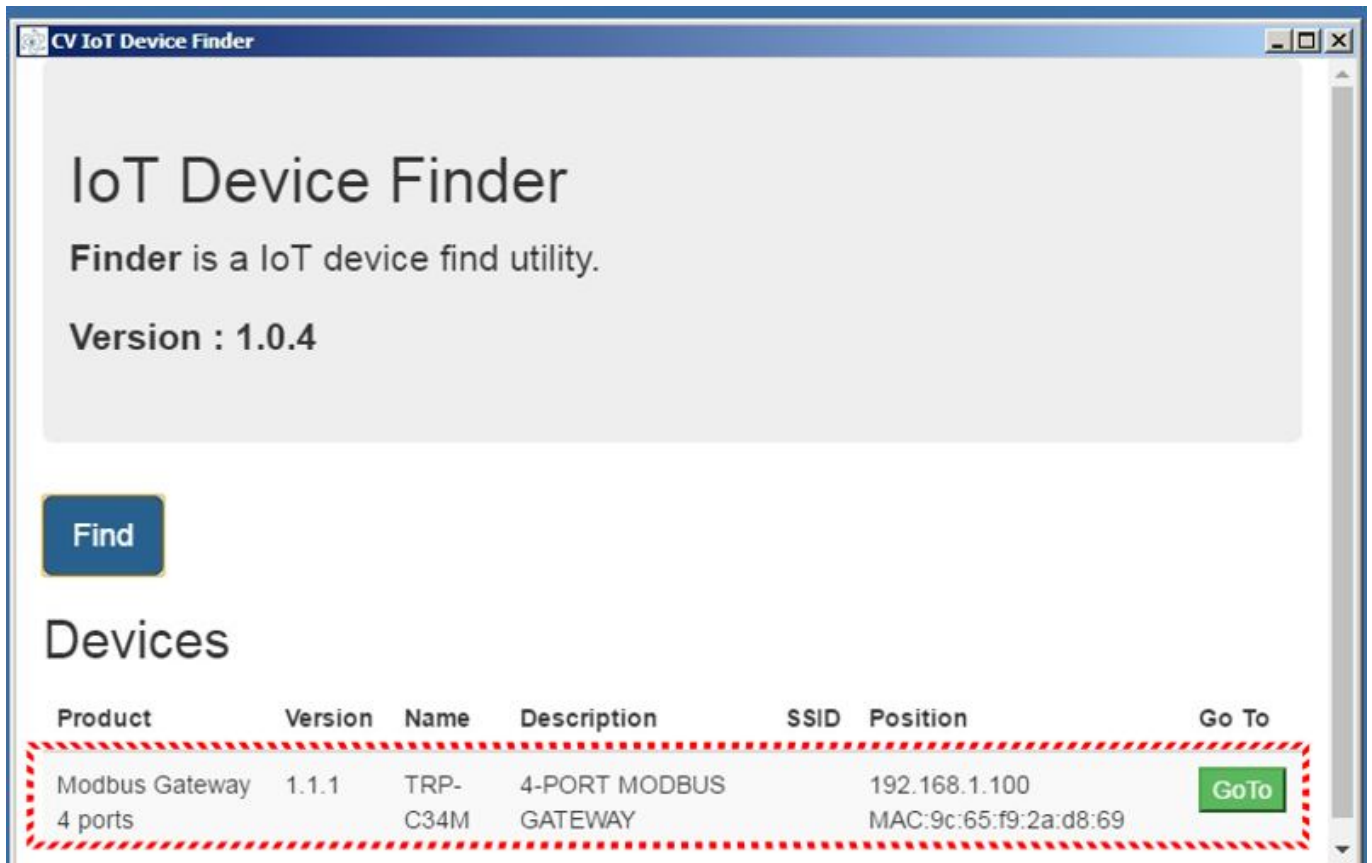 CV IoT Device Finder
IoT Device Finder
Finder is a IoT device find utility.
Version : 1.0.4
Find
Devices
Product Version Name Description SSID Position Go To
Modbus Gateway 1.1.1 TRP- 4-PORT MODBUS 192.168.1.100 GoTo
4 ports C34M GATEWAY MAC:9c:65:f9:2a:d8:69